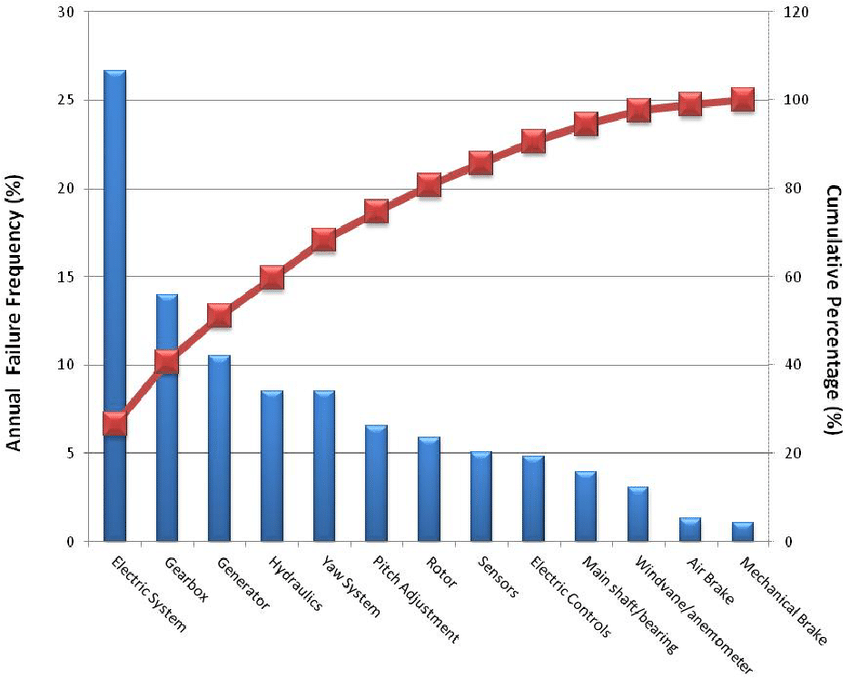 30
25
20
15
10
5
0
120
100
80
60
40
20
0
Annual Failure Frequency (%)
Cumulative Percentage (%)
Electric System
Gearbox
Generator
Hydraulics
Yaw System
Pitch Adjustment
Rotor
Sensors
Electric Controls
Main shaft/bearing
Windvane/anemometer
Air Brake
Mechanical Brake